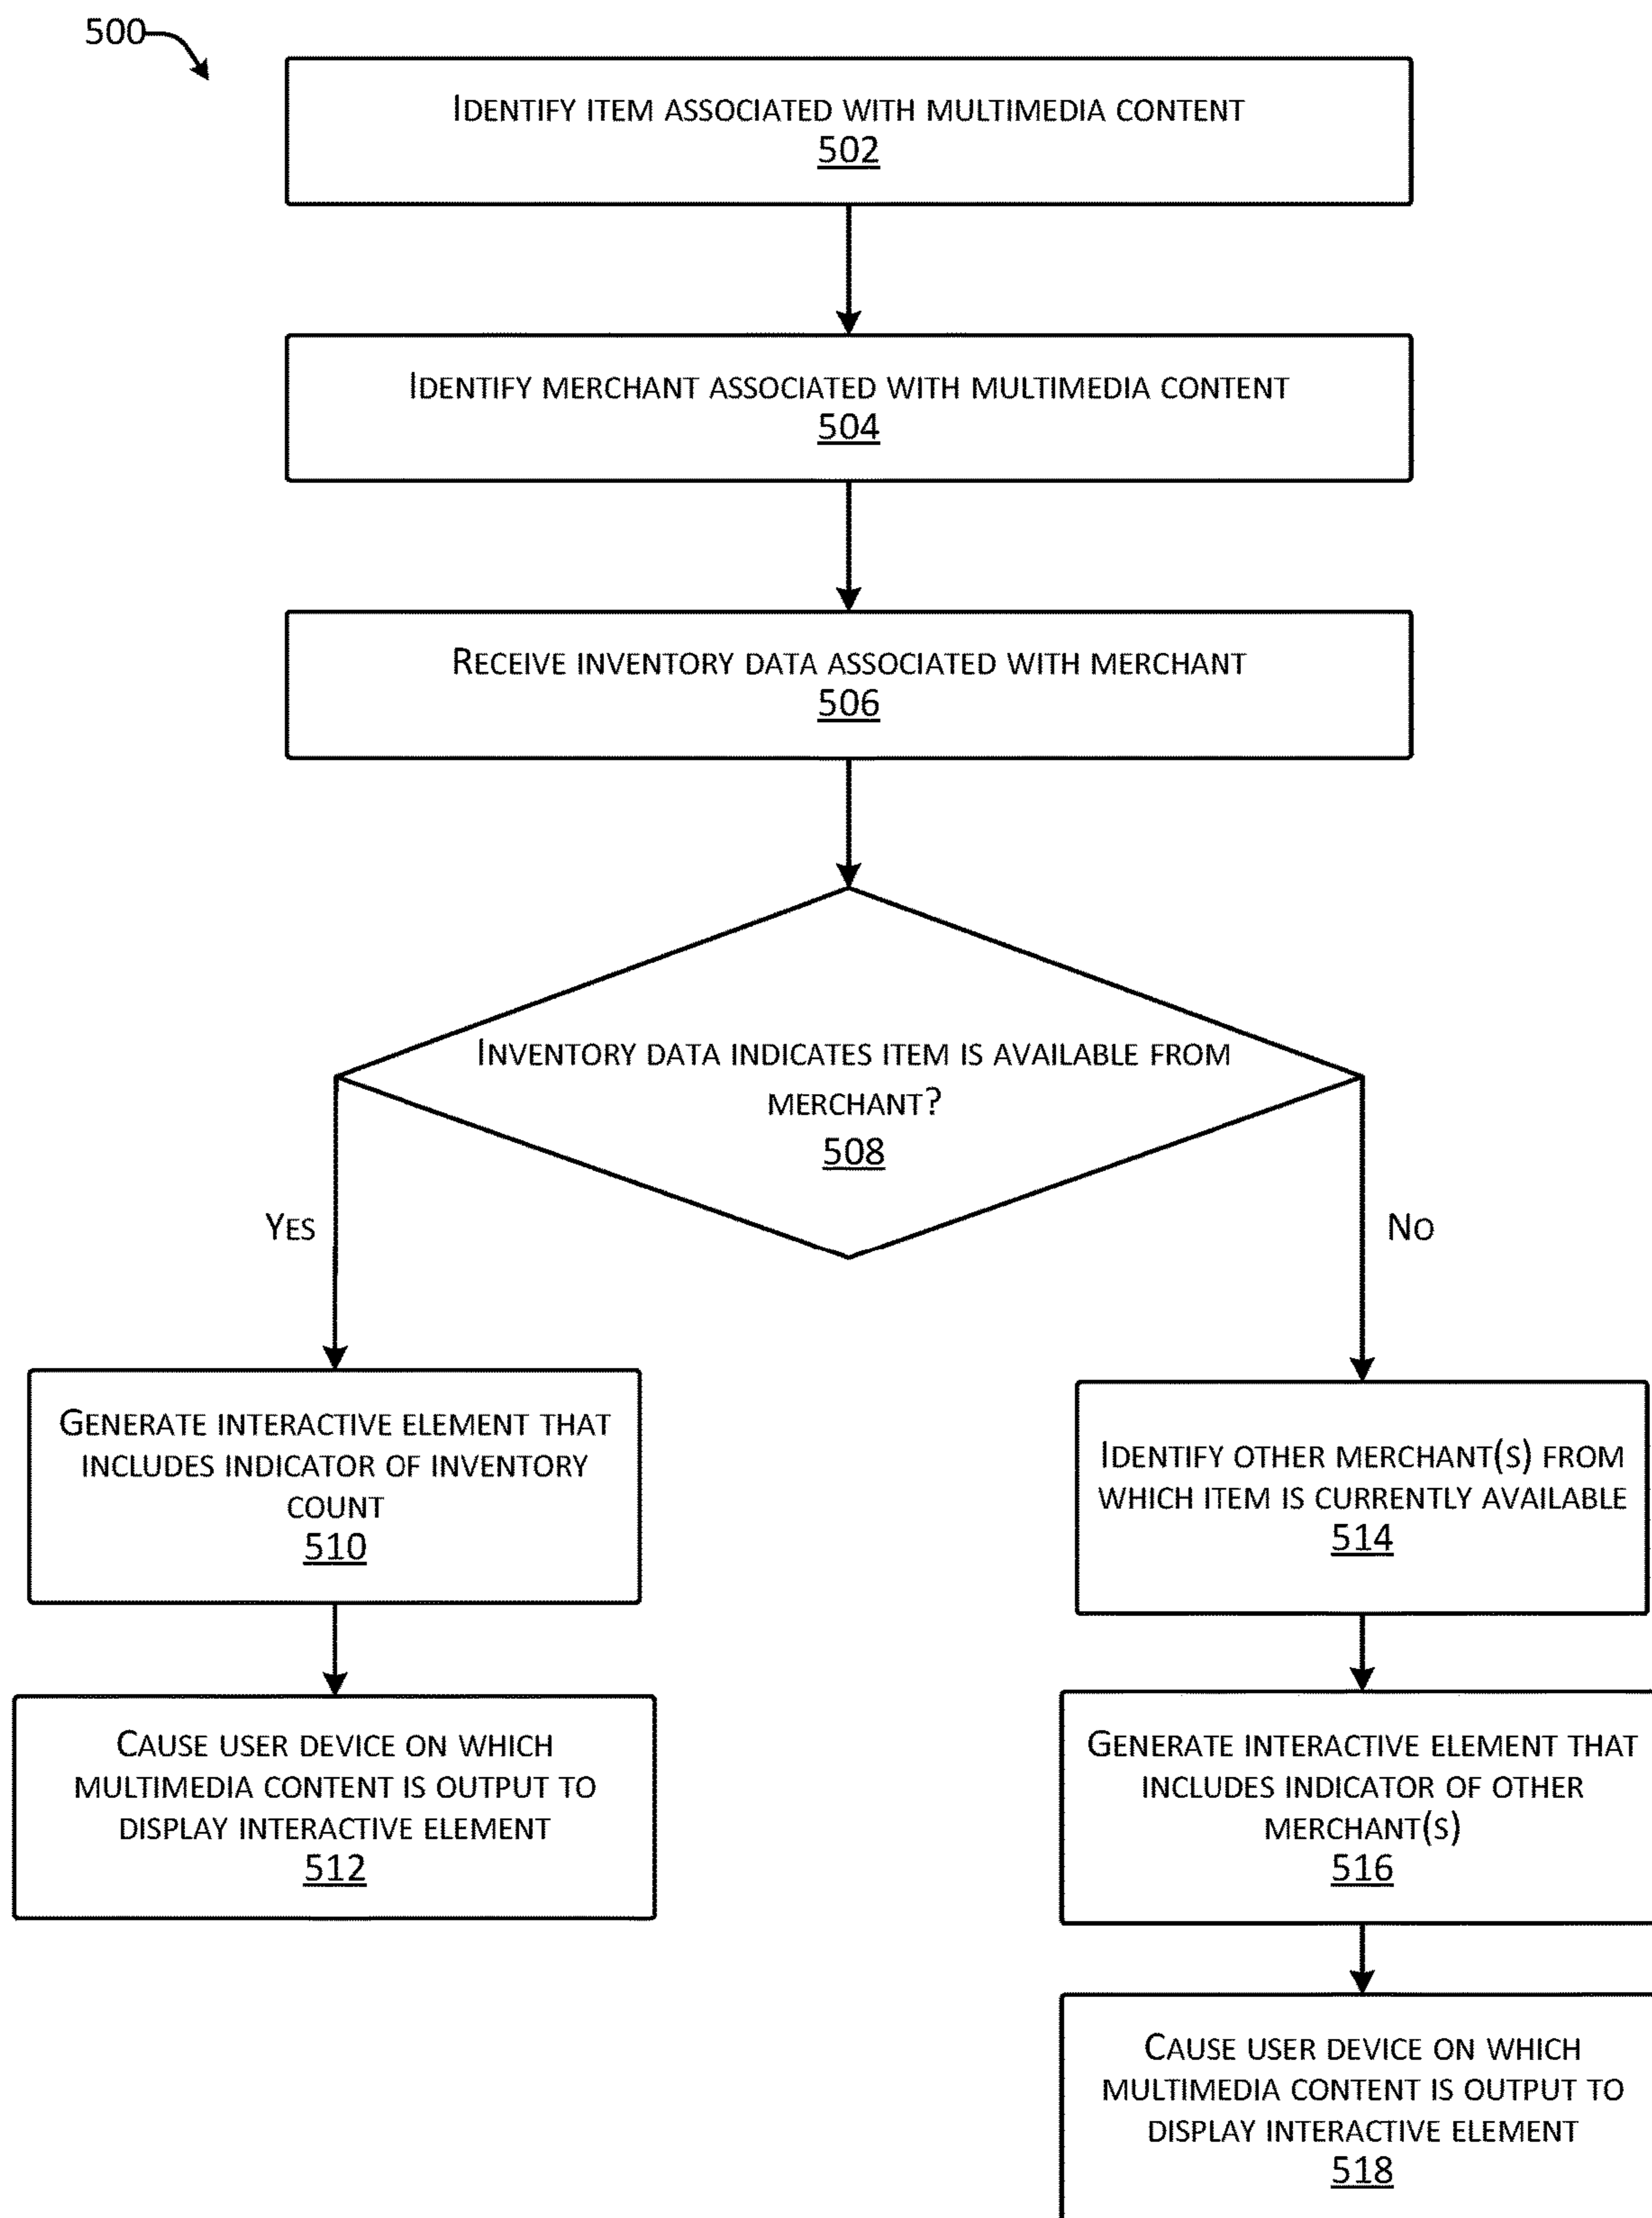 500
Identify item associated with multimedia content
502
Identify merchant associated with multimedia content
504
Receive inventory data associated with merchant
506
Inventory data indicates item is available from
merchant?
508
Yes
No
Generate interactive element that
includes indicator of inventory
count
510
Cause user device on which
multimedia content is output to
display interactive element
512
Identify other merchant(s) from
which item is currently available
514
Generate interactive element that
includes indicator of other
merchant(s)
516
Cause user device on which
multimedia content is output to
display interactive element
518